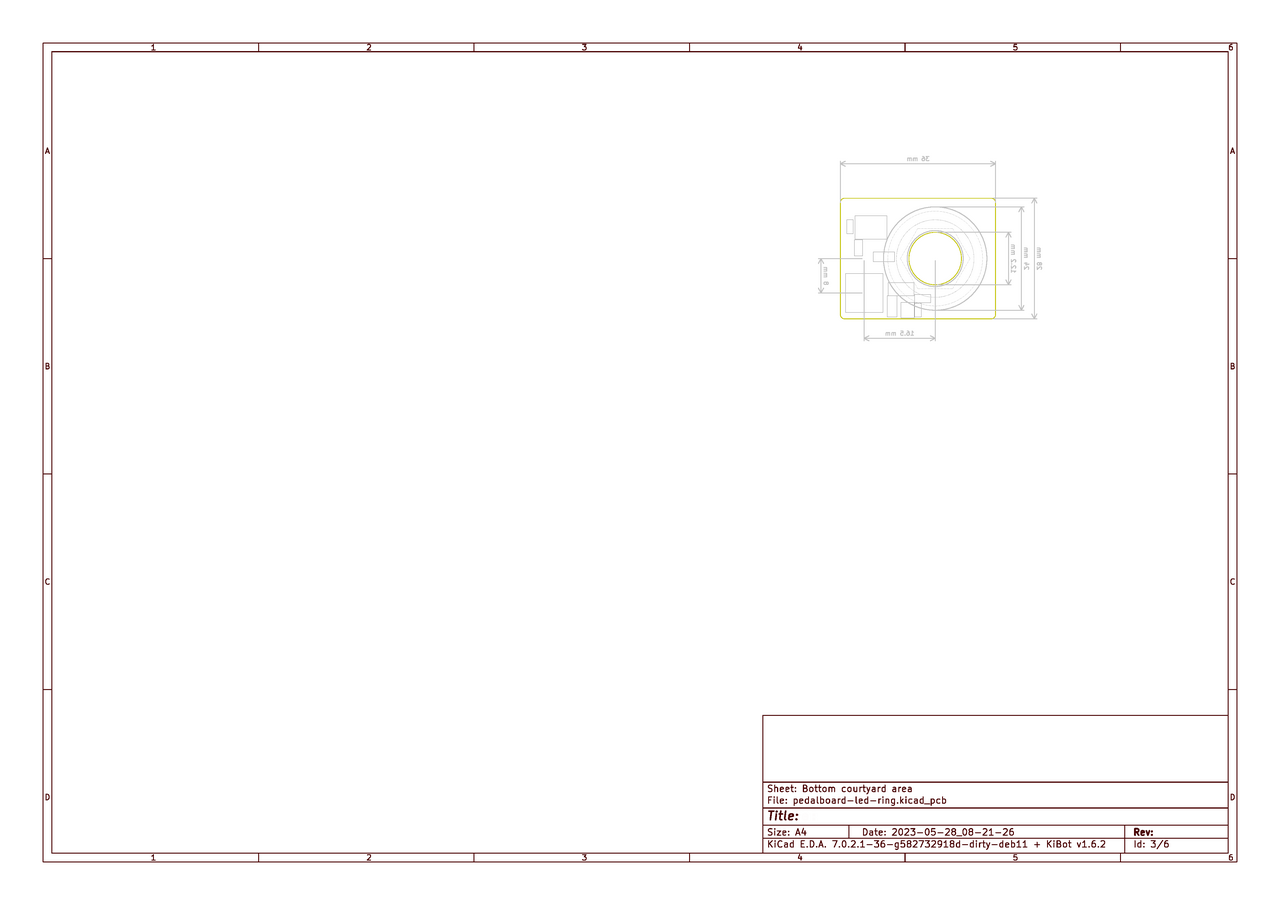 1 2 3 4 5 6
A A
36 mm
12.2 mm
24 mm
28 mm
8 mm
16.5 mm
B B
C C
D D
Sheet: Bottom courtyard area
File: pedalboard-led-ring.kicad_pcb
Title:
Size: A4 Date: 2023-05-28_08-21-26 Rev:
KiCad E.D.A. 7.0.2.1-36-g582732918d-dirty-deb11 + KiBot v1.6.2 Id: 3/6
1 2 3 4 5 6